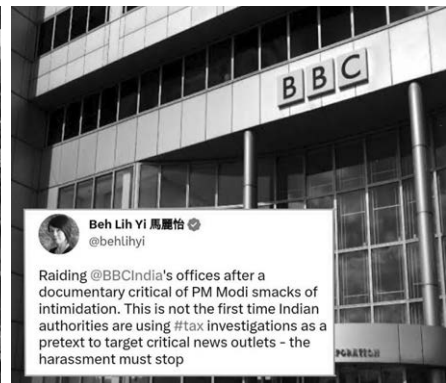 BBC
Beh Lih Yi 馬麗怡
@behlihyi
Raiding @BBCIndia's offices after a
documentary critical of PM Modi smacks of
intimidation. This is not the first time Indian
authorities are using #tax investigations as a
pretext to target critical news outlets - the
harassment must stop